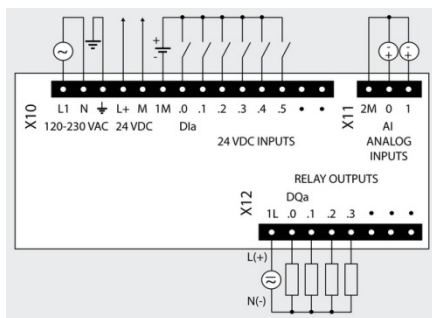 +
-
~
-
+
-
+
X10
L1 N ⏚ L+ M 1M .0 .1 .2 .3 .4 .5
120-230 VAC 24 VDC DIa
24 VDC INPUTS
X11
2M 0 1
AI
ANALOG
INPUTS
RELAY OUTPUTS
X12
DQa
1L .0 .1 .2 .3
L(+)
N(-)